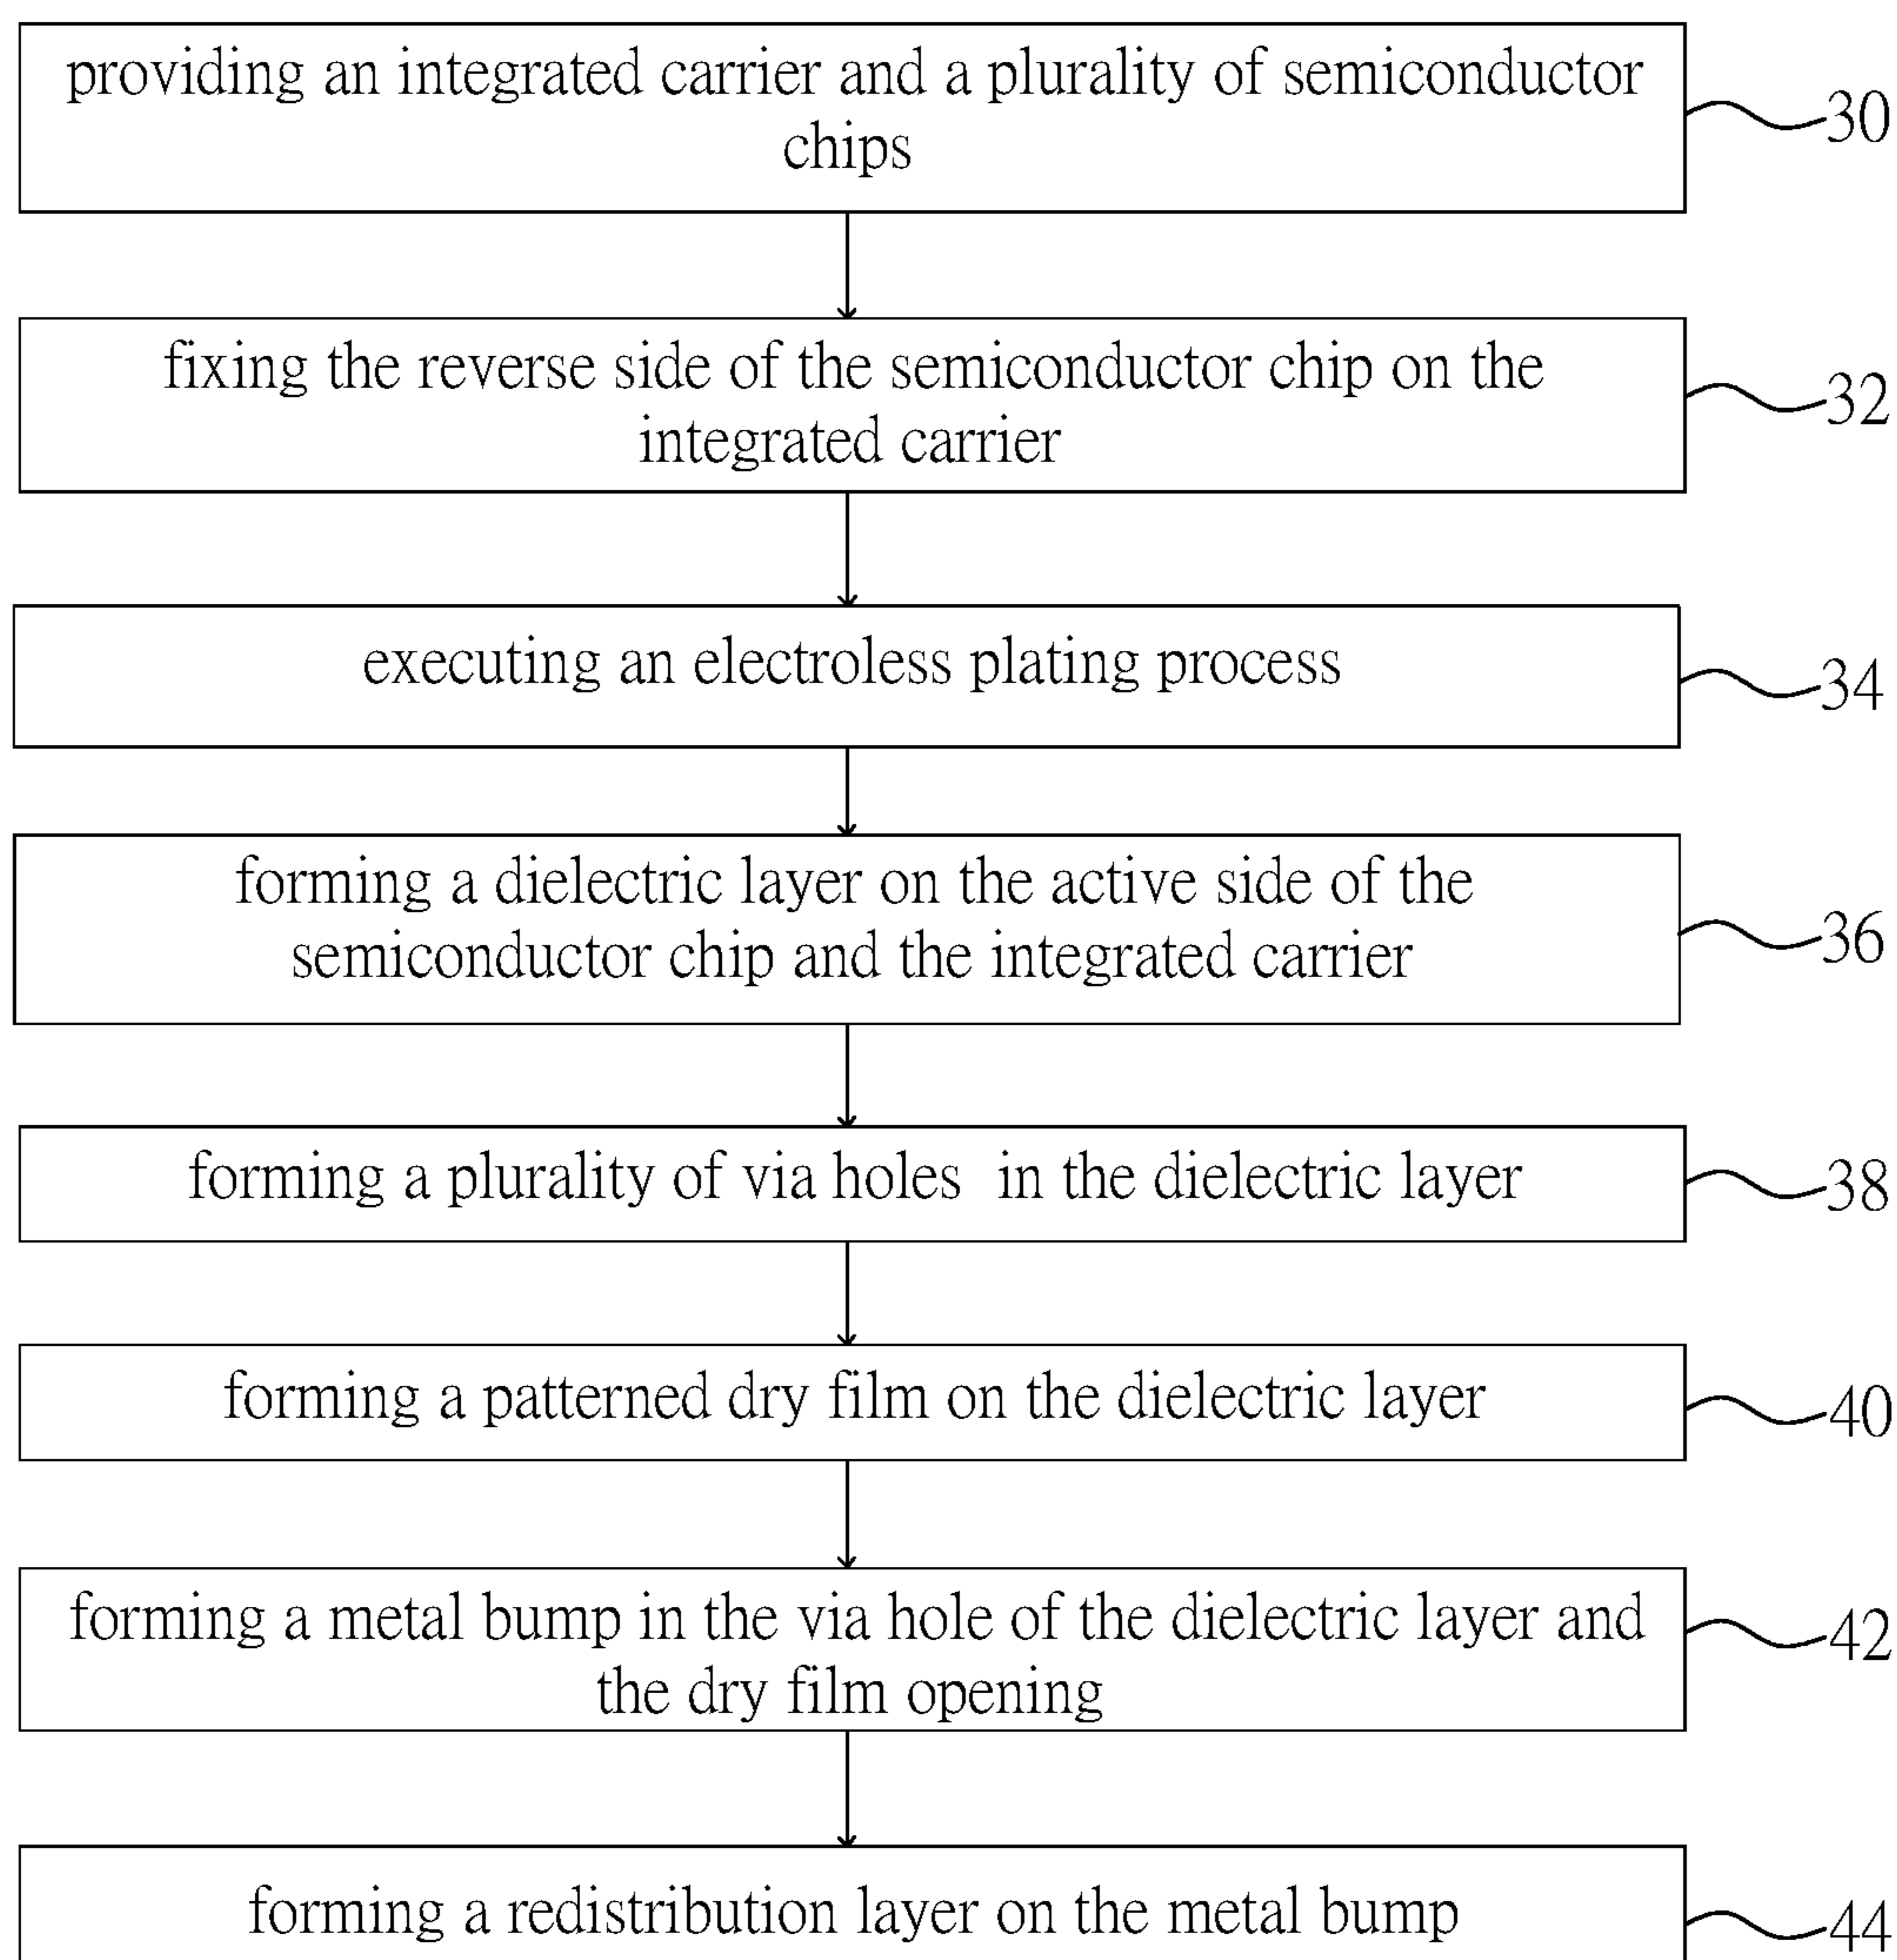 providing an integrated carrier and a plurality of semiconductor
chips
30
fixing the reverse side of the semiconductor chip on the
integrated carrier
32
executing an electroless plating process
34
forming a dielectric layer on the active side of the
semiconductor chip and the integrated carrier
36
forming a plurality of via holes in the dielectric layer
38
forming a patterned dry film on the dielectric layer
40
forming a metal bump in the via hole of the dielectric layer and
the dry film opening
42
forming a redistribution layer on the metal bump
44